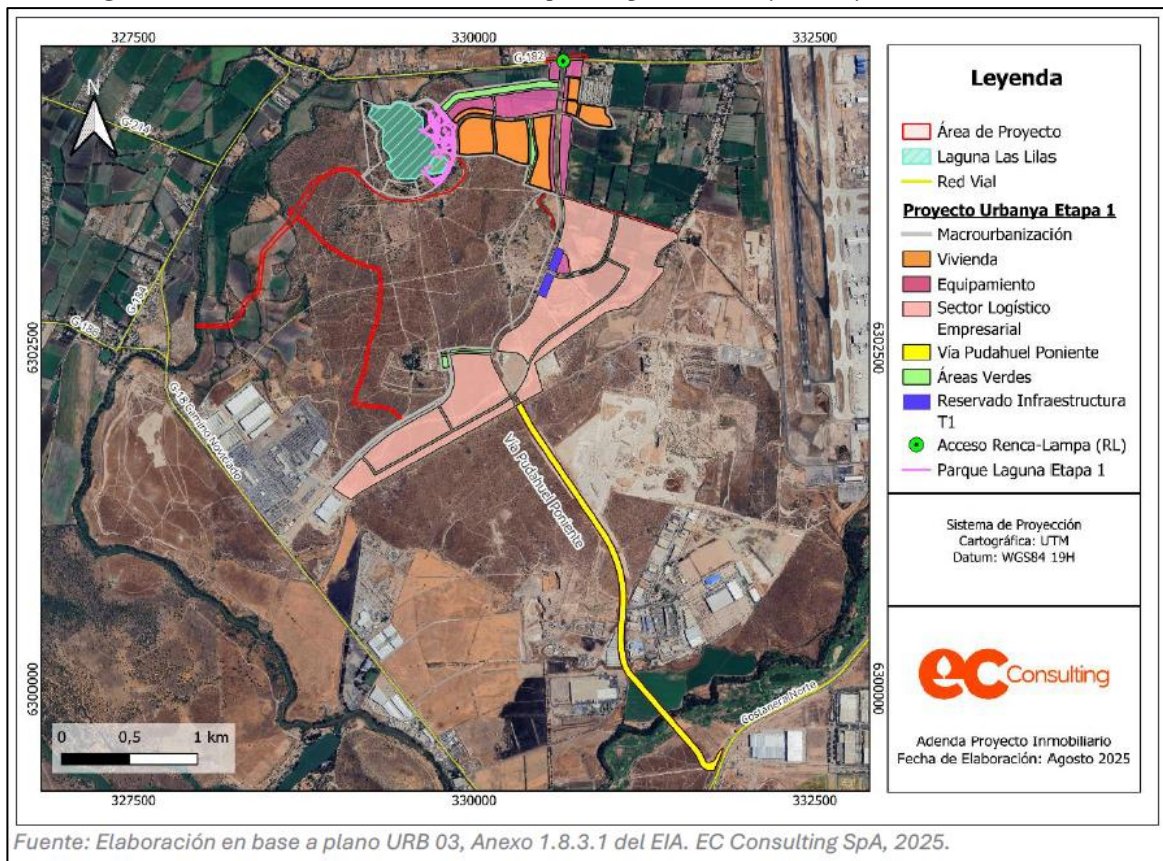 327500 330000 332500
G-182
N
G-214
G-184
G-189
6302500
6302500
G-18 Camino Noviciado
Vía Pudahuel Poniente
6300000
6300000
Costanera Norte
0 0,5 1 km
327500 330000 332500
Leyenda
Área de Proyecto
Laguna Las Lilas
Red Vial
Proyecto Urbanya Etapa 1
Macrourbanización
Vivienda
Equipamiento
Sector Logístico
Empresarial
Vía Pudahuel Poniente
Áreas Verdes
Reservado Infraestructura
T1
Acceso Renca-Lampa (RL)
Parque Laguna Etapa 1
Sistema de Proyección
Cartográfica: UTM
Datum: WGS84 19H
eC Consulting
Adenda Proyecto Inmobiliario
Fecha de Elaboración: Agosto 2025
Fuente: Elaboración en base a plano URB 03, Anexo 1.8.3.1 del EIA. EC Consulting SpA, 2025.